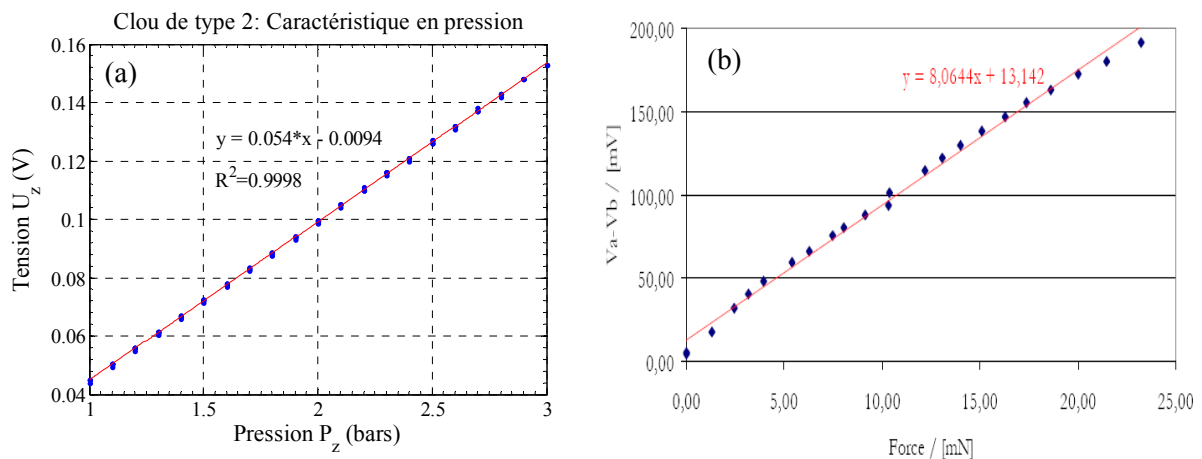 Clou de type 2: Caractéristique en pression
(a)
y = 0.054*x - 0.0094
R²=0.9998
Tension U_z (V)
0.16
0.14
0.12
0.1
0.08
0.06
0.04
1 1.5 2 2.5 3
Pression P_z (bars)
(b)
y = 8,0644x + 13,142
Va-Vb / [mV]
200,00
150,00
100,00
50,00
0,00
0,00 5,00 10,00 15,00 20,00 25,00
Force / [mN]